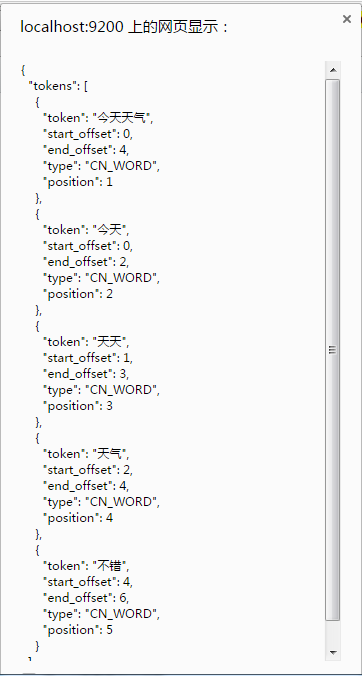 localhost:9200 上的网页显示：
{
"tokens": [
{
"token": "今天天气",
"start_offset": 0,
"end_offset": 4,
"type": "CN_WORD",
"position": 1
},
{
"token": "今天",
"start_offset": 0,
"end_offset": 2,
"type": "CN_WORD",
"position": 2
},
{
"token": "天天",
"start_offset": 1,
"end_offset": 3,
"type": "CN_WORD",
"position": 3
},
{
"token": "天气",
"start_offset": 2,
"end_offset": 4,
"type": "CN_WORD",
"position": 4
},
{
"token": "不错",
"start_offset": 4,
"end_offset": 6,
"type": "CN_WORD",
"position": 5
}
]